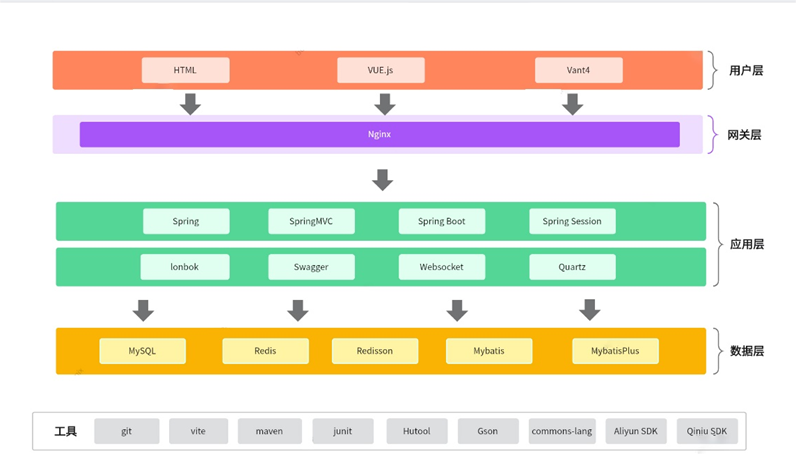 HTML VUE.js Vant4 用户层
Nginx 网关层
Spring SpringMVC Spring Boot Spring Session
应用层
lonbok Swagger Websocket Quartz
MySQL Redis Redisson Mybatis MybatisPlus 数据层
工具 git vite maven junit Hutool Gson commons-lang Aliyun SDK Qiniu SDK